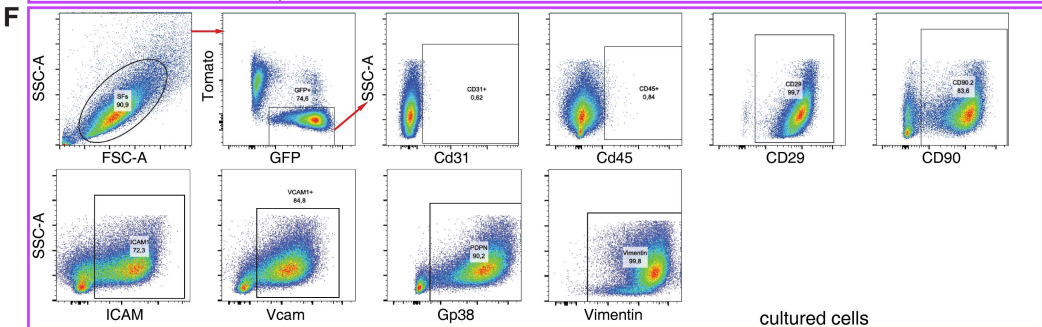 F
SSC-A
SFs
90,9
FSC-A
Tomato
GFP+
74,6
GFP
SSC-A
CD31+
0,62
Cd31
CD45+
0,84
Cd45
CD29
99,7
CD29
CD90.2
83,6
CD90
SSC-A
ICAM1
72,3
ICAM
VCAM1+
84,8
Vcam
PDPN
90,2
Gp38
Vimentin
99,8
Vimentin
cultured cells